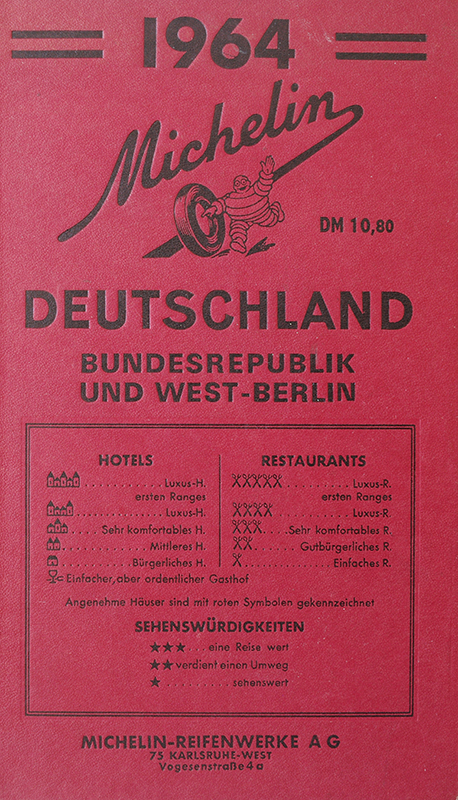 1964
Michelin
DM 10,80
DEUTSCHLAND
BUNDESREPUBLIK
UND WEST-BERLIN
HOTELS
.......... Luxus-H.
ersten Ranges
.......... Luxus-H.
..... Sehr komfortables H.
.......... Mittleres H.
.......... Bürgerliches H.
Einfacher, aber ordentlicher Gasthof
RESTAURANTS
.......... Luxus-R.
ersten Ranges
.......... Luxus-R.
.... Sehr komfortables R.
....... Gutbürgerliches R.
.......... Einfaches R.
Angenehme Häuser sind mit roten Symbolen gekennzeichnet
SEHENSWÜRDIGKEITEN
★★★ ... eine Reise wert
★★ verdient einen Umweg
★ .......... sehenswert
MICHELIN-REIFENWERKE A G
75 KARLSRUHE-WEST
Vogesenstraße 4 a